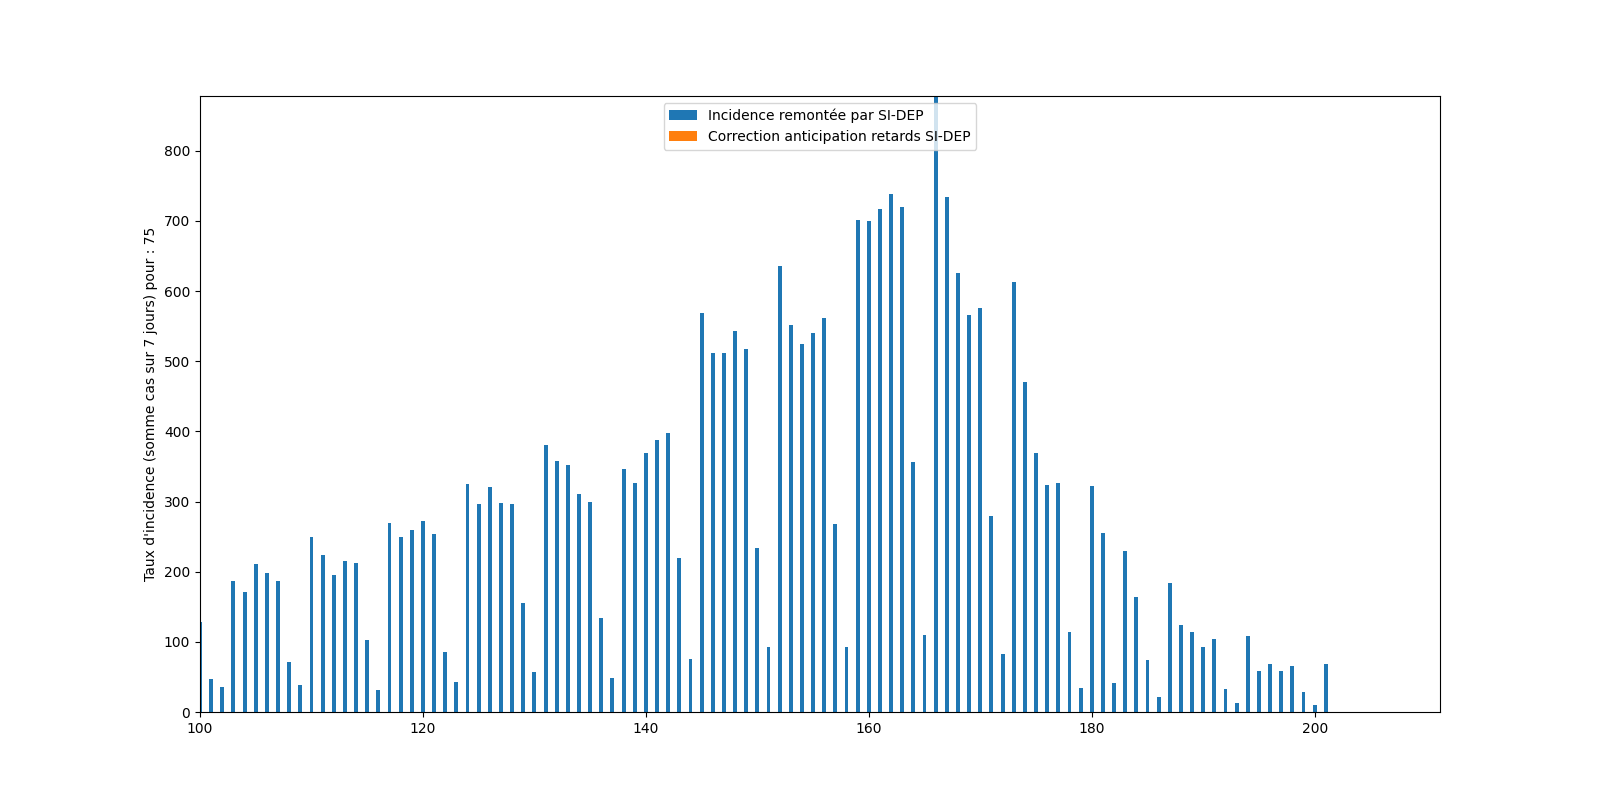 Incidence remontée par SI-DEP
Correction anticipation retards SI-DEP
Taux d'incidence (somme cas sur 7 jours) pour : 75
800
700
600
500
400
300
200
100
0
100 120 140 160 180 200